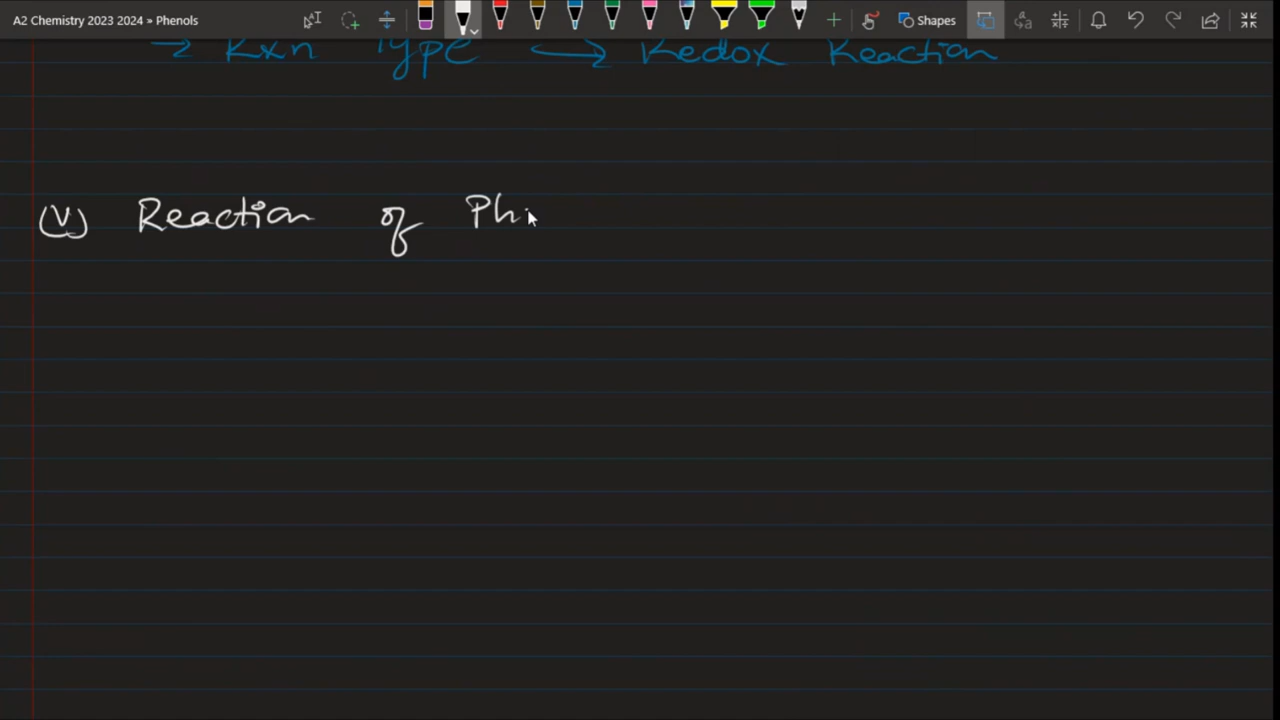 A2 Chemistry 2023 2024 » Phenols
Shapes
→ Rxn Type → Redox Reaction
(V) Reaction of Ph